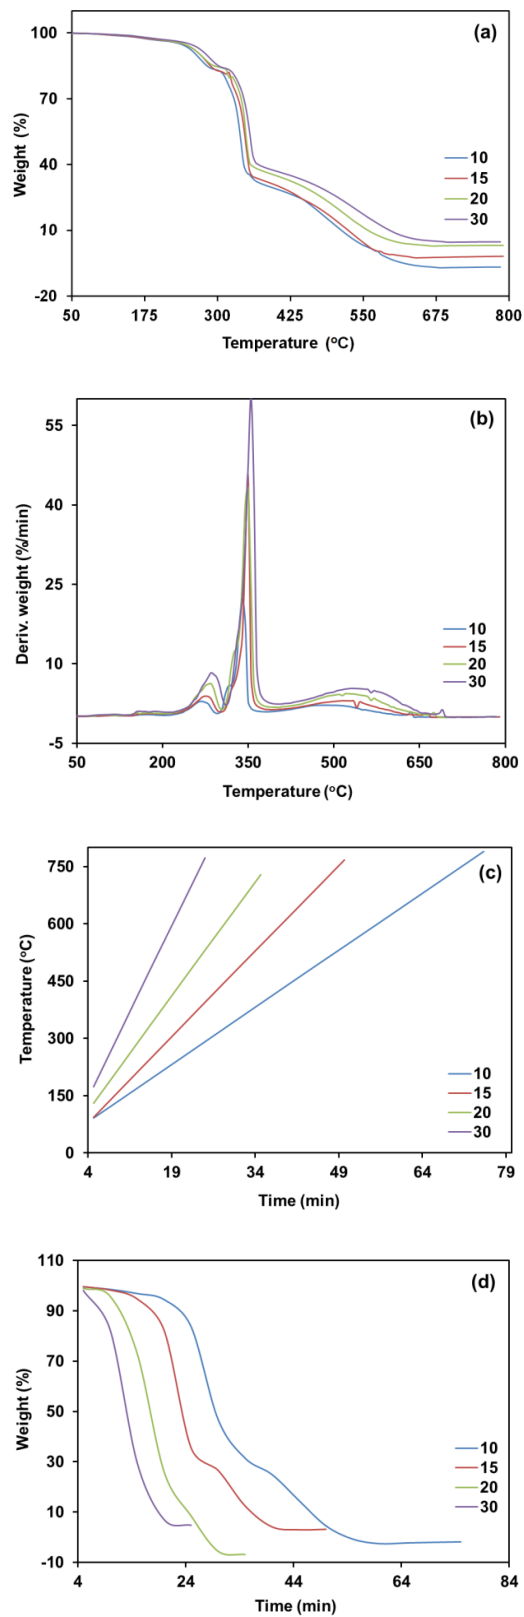 (a)
100
70
40
10
-20
Weight (%)
10
15
20
30
50 175 300 425 550 675 800
Temperature (oC)
(b)
55
40
25
10
-5
Deriv. weight (%/min)
10
15
20
30
50 200 350 500 650 800
Temperature (oC)
(c)
750
600
450
300
150
0
Temperature (oC)
10
15
20
30
4 19 34 49 64 79
Time (min)
(d)
110
90
70
50
30
10
-10
Weight (%)
10
15
20
30
4 24 44 64 84
Time (min)